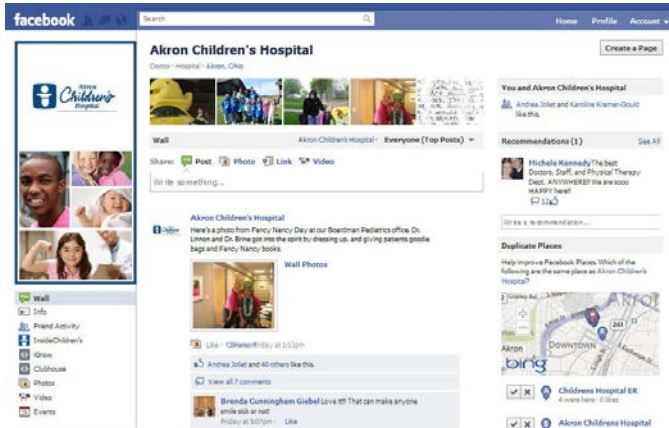 facebook
Search
Home Profile Account
Akron
Children's
Hospital
Akron Children's Hospital
Doctor · Hospital · Akron, Ohio
Create a Page
Wall
Akron Children's Hospital · Everyone (Top Posts)
Share: Post Photo Link Video
Write something...
Akron Children's Hospital
Here's a photo from Fancy Nancy Day at our Boardman Pediatrics office. Dr.
Linnon and Dr. Brine got into the spirit by dressing up, and giving patients goodie
bags and Fancy Nancy books.
Wall Photos
Like · Comment · Friday at 1:52pm
Andrea Joliet and 40 others like this.
View all 7 comments
Brenda Cunningham Giebel Love it!! That can make anyone
smile sick or not!
Friday at 5:07pm · Like
Wall
Info
Friend Activity
InsideChildren's
iGrow
Clubhouse
Photos
Video
Events
You and Akron Children's Hospital
Andrea Joliet and Karoline Kramer-Gould
like this.
Recommendations (1) See All
Michele Kennedy The best
Doctors, Staff, and Physical Therapy
Dept. ANYWHERE!! We are sooo
HAPPY here!!
Write a recommendation...
Duplicate Places
Help improve Facebook Places. Which of the
following are the same place as Akron Children's
Hospital?
Akron
261
Akron
DOWNTOWN
bing
Childrens Hospital ER
4 were here · 0 likes
Akron Childrens Hospital